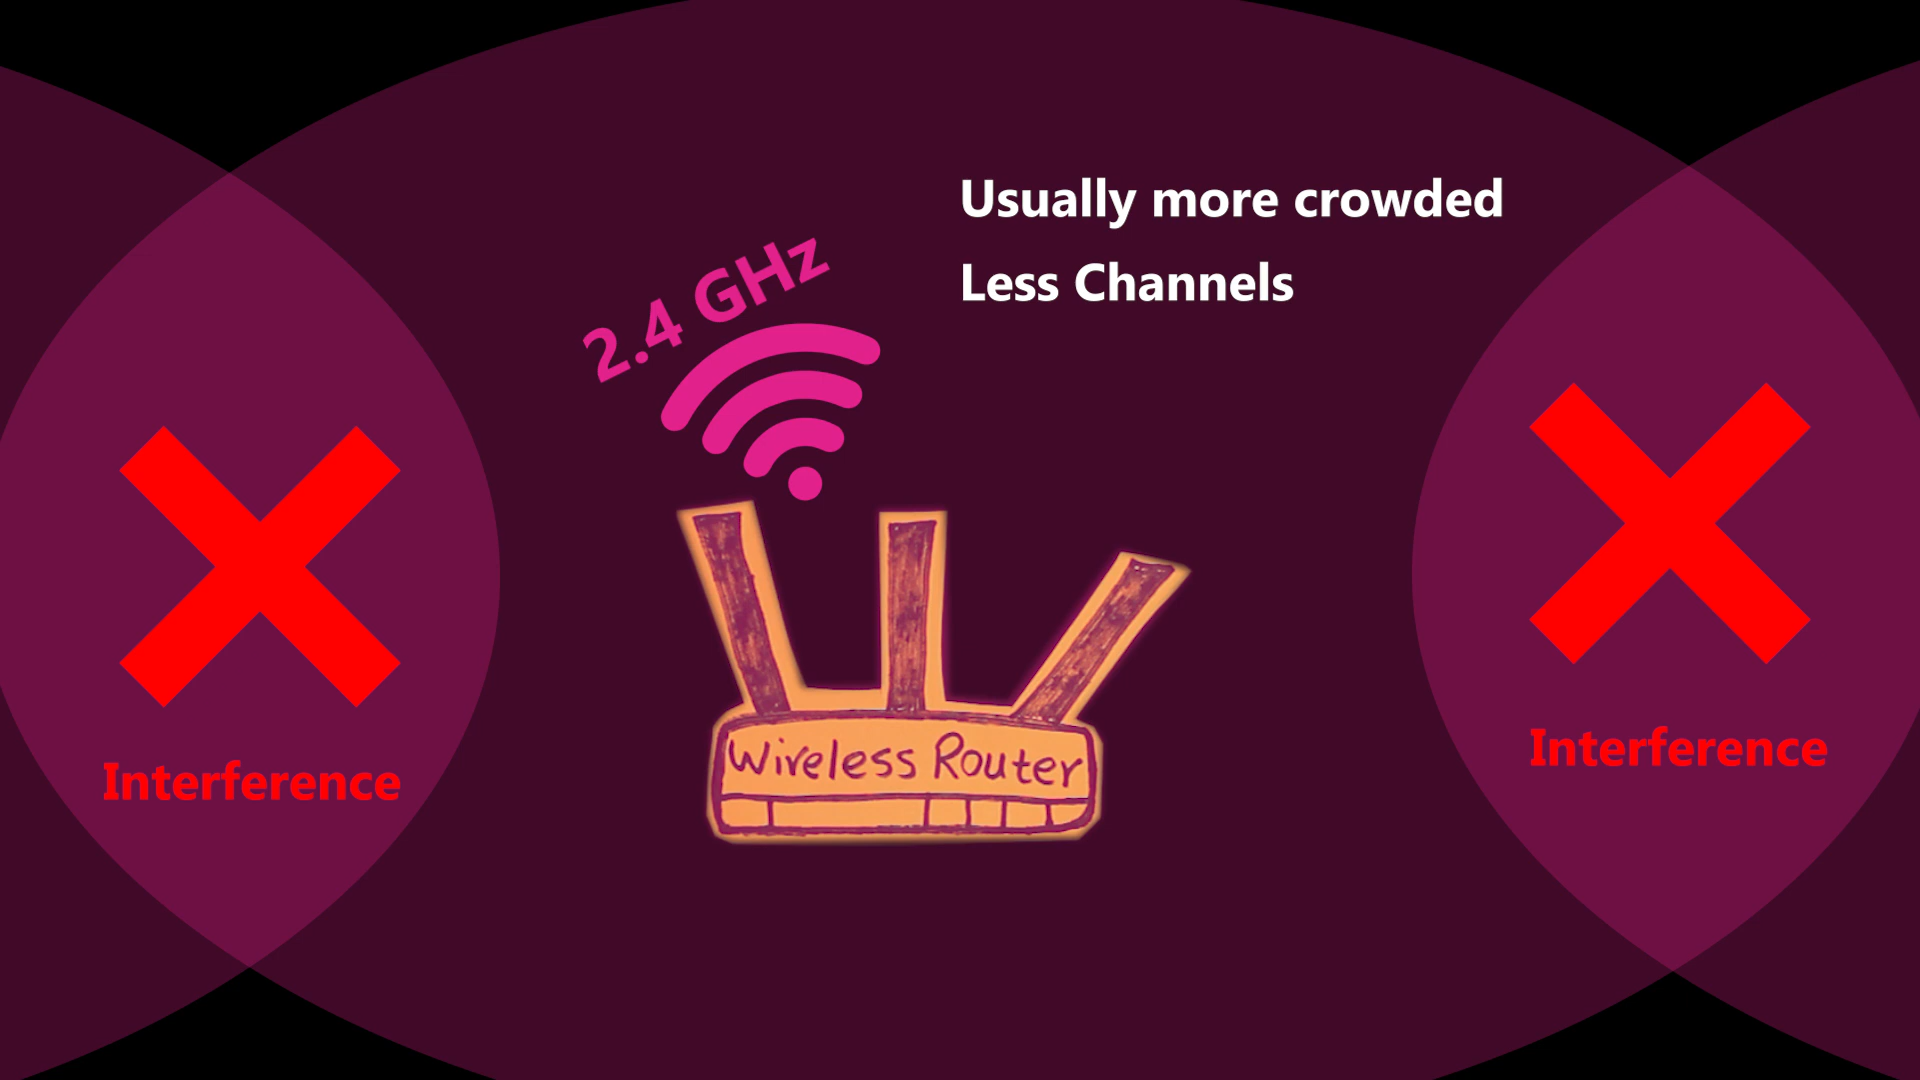 Usually more crowded
Less Channels
2.4 GHz
Wireless Router
Interference
Interference